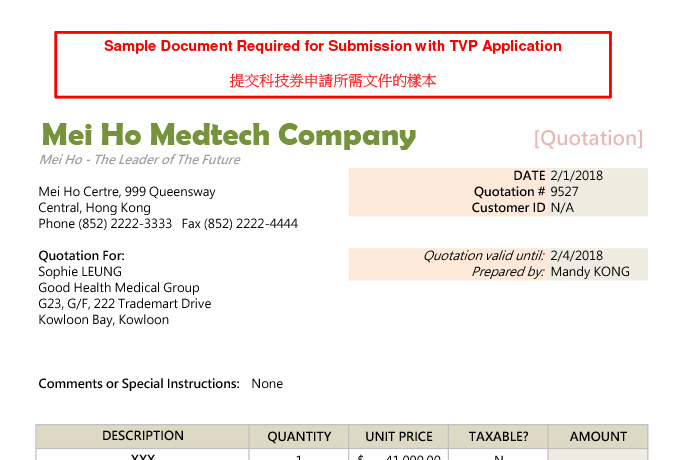 Sample Document Required for Submission with TVP Application
提交科技券申請所需文件的樣本
Mei Ho Medtech Company
[Quotation]
Mei Ho - The Leader of The Future
DATE 2/1/2018
Mei Ho Certre, 999 Queensway
Quotation # 9527
Central, Hong Kong
Customer ID N/A
Phone (852) 2222-3333 Fax (852) 2222-4444
Quotation For:
Quotation valid until: 2/4/2018
Sophie LEUNG
Prepared by: Mandy KONG
Good Health Medical Group
G23, G/F, 222 Trademart Drive
Kowloon Bay, Kowloon
Comments or Special Instructions: None
DESCRIPTION QUANTITY UNIT PRICE TAXABLE? AMOUNT
XXX 1 $ 41,000.00 N